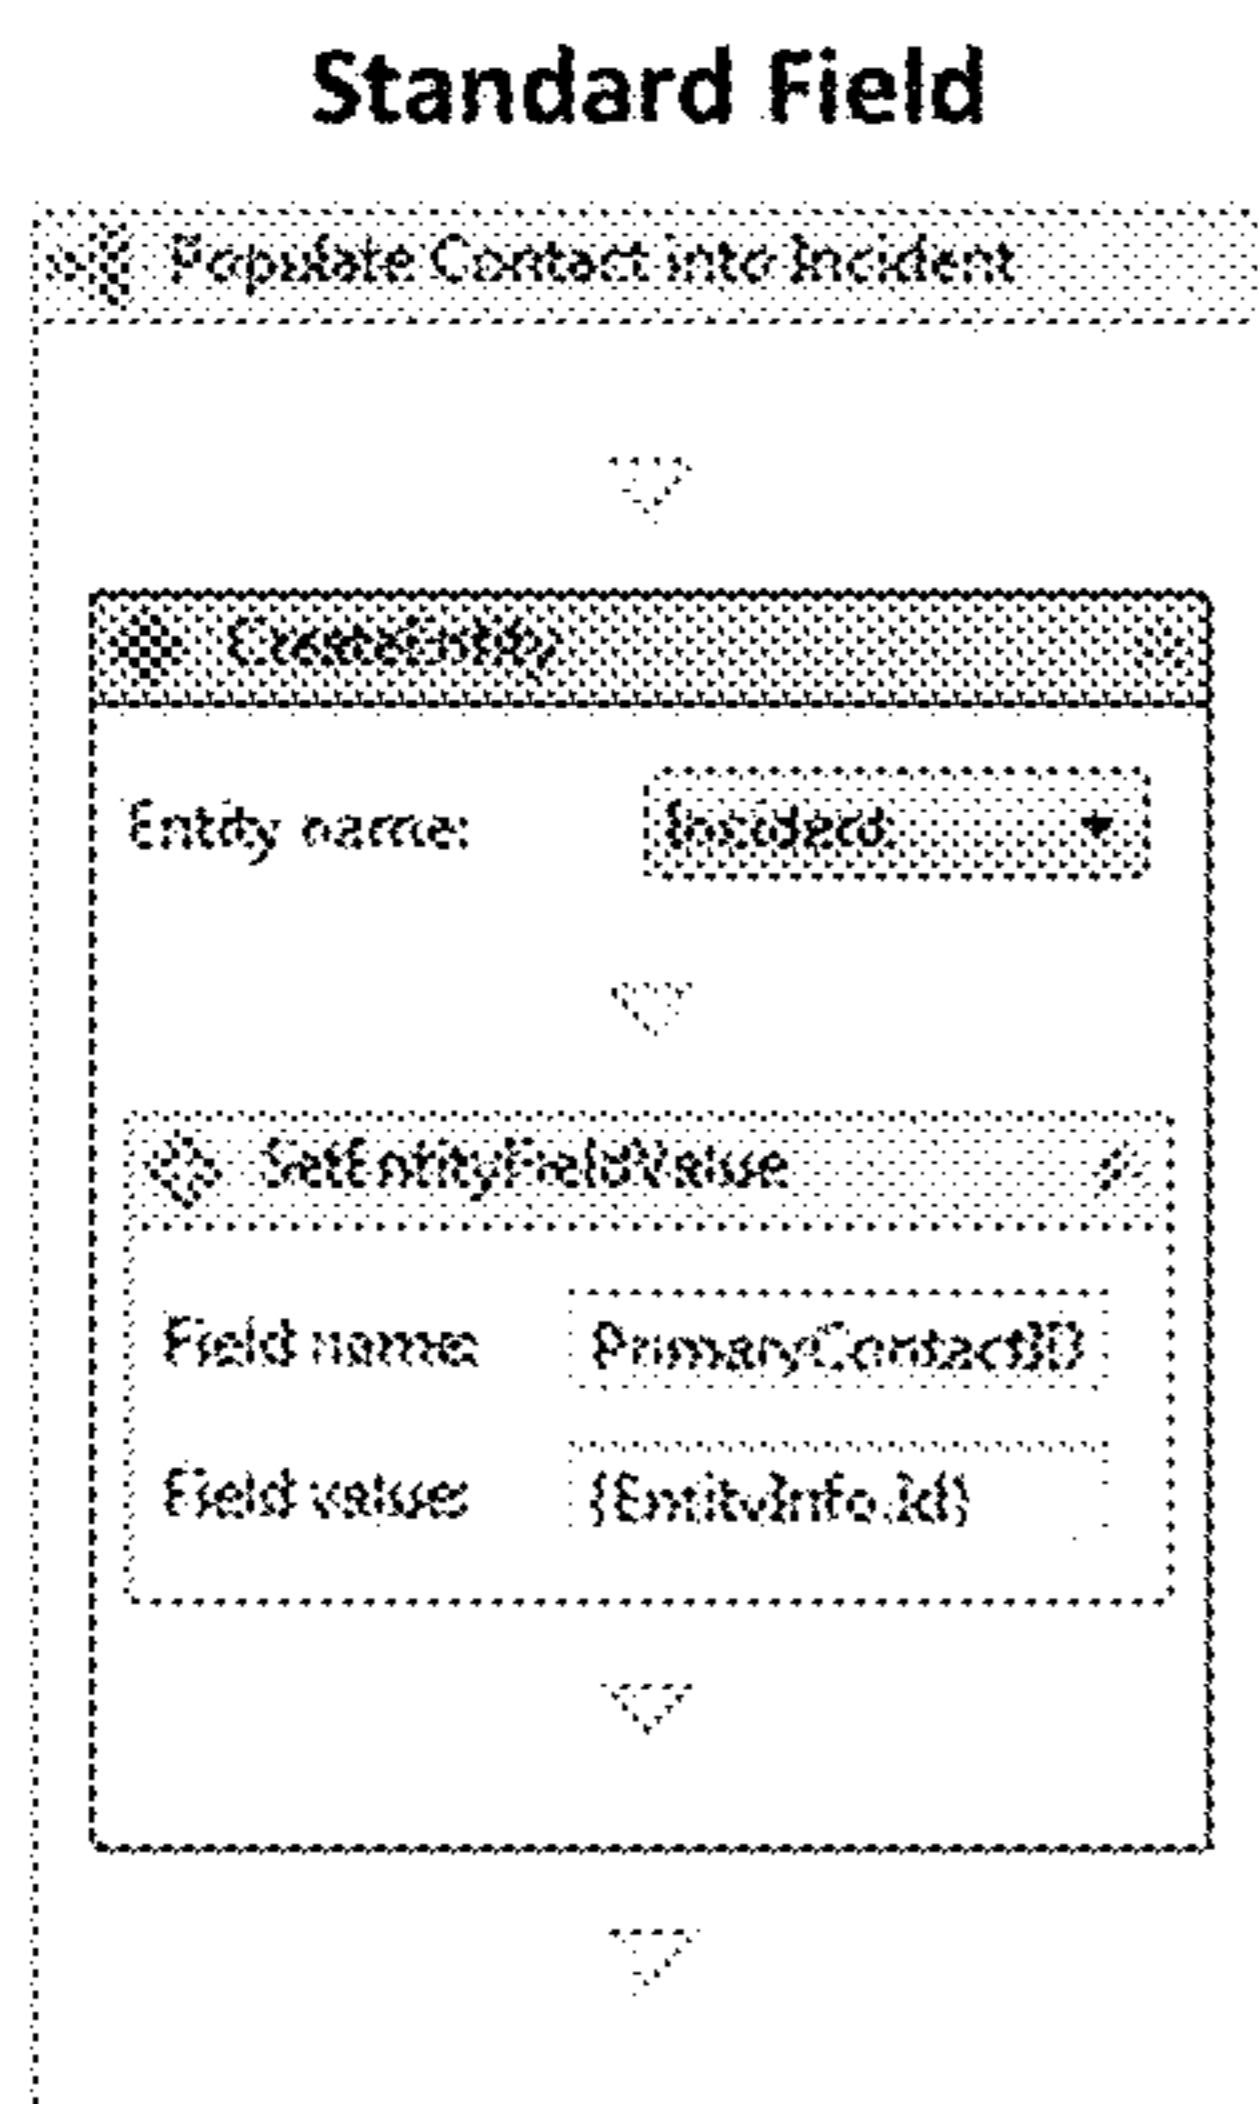 Standard Field
Populate Contact into Incident
CreateEntity
Entity name:
Incident
SetEntityFieldValue
Field name:
PrimaryContactID
Field value:
{EntityInfo.Id}